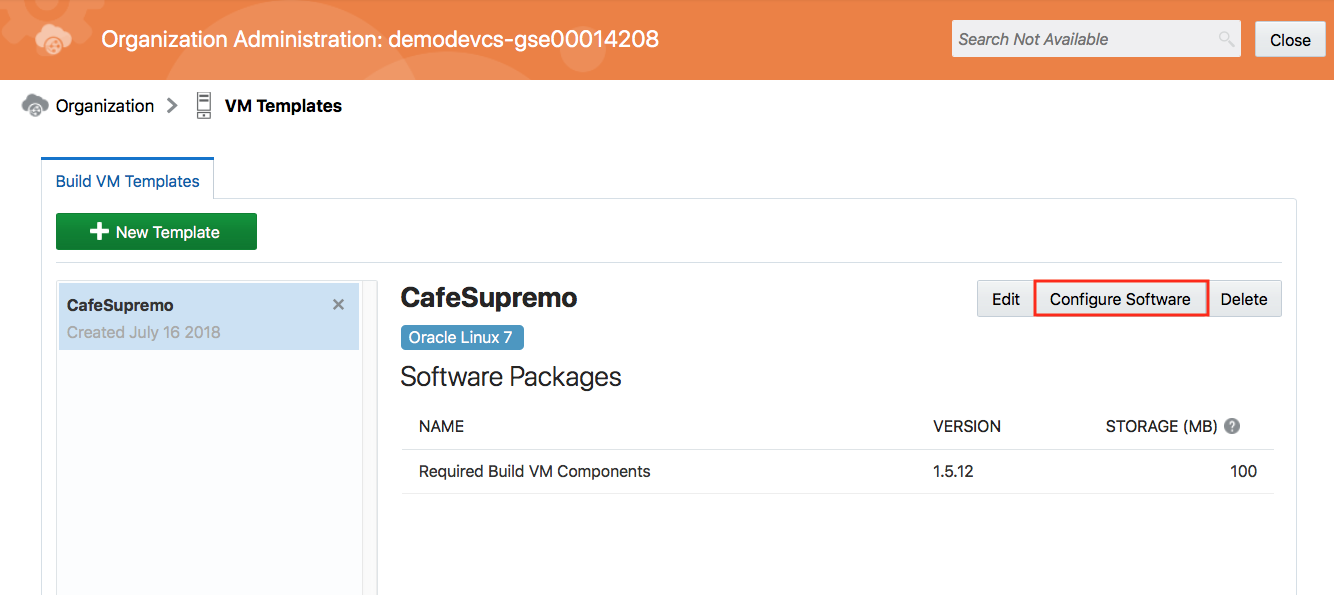 Organization Administration: demodevcs-gse00014208
Search Not Available
Close
Organization
VM Templates
Build VM Templates
New Template
CafeSupremo
Created July 16 2018
CafeSupremo
Edit
Configure Software
Delete
Oracle Linux 7
Software Packages
NAME VERSION STORAGE (MB) ?
Required Build VM Components 1.5.12 100